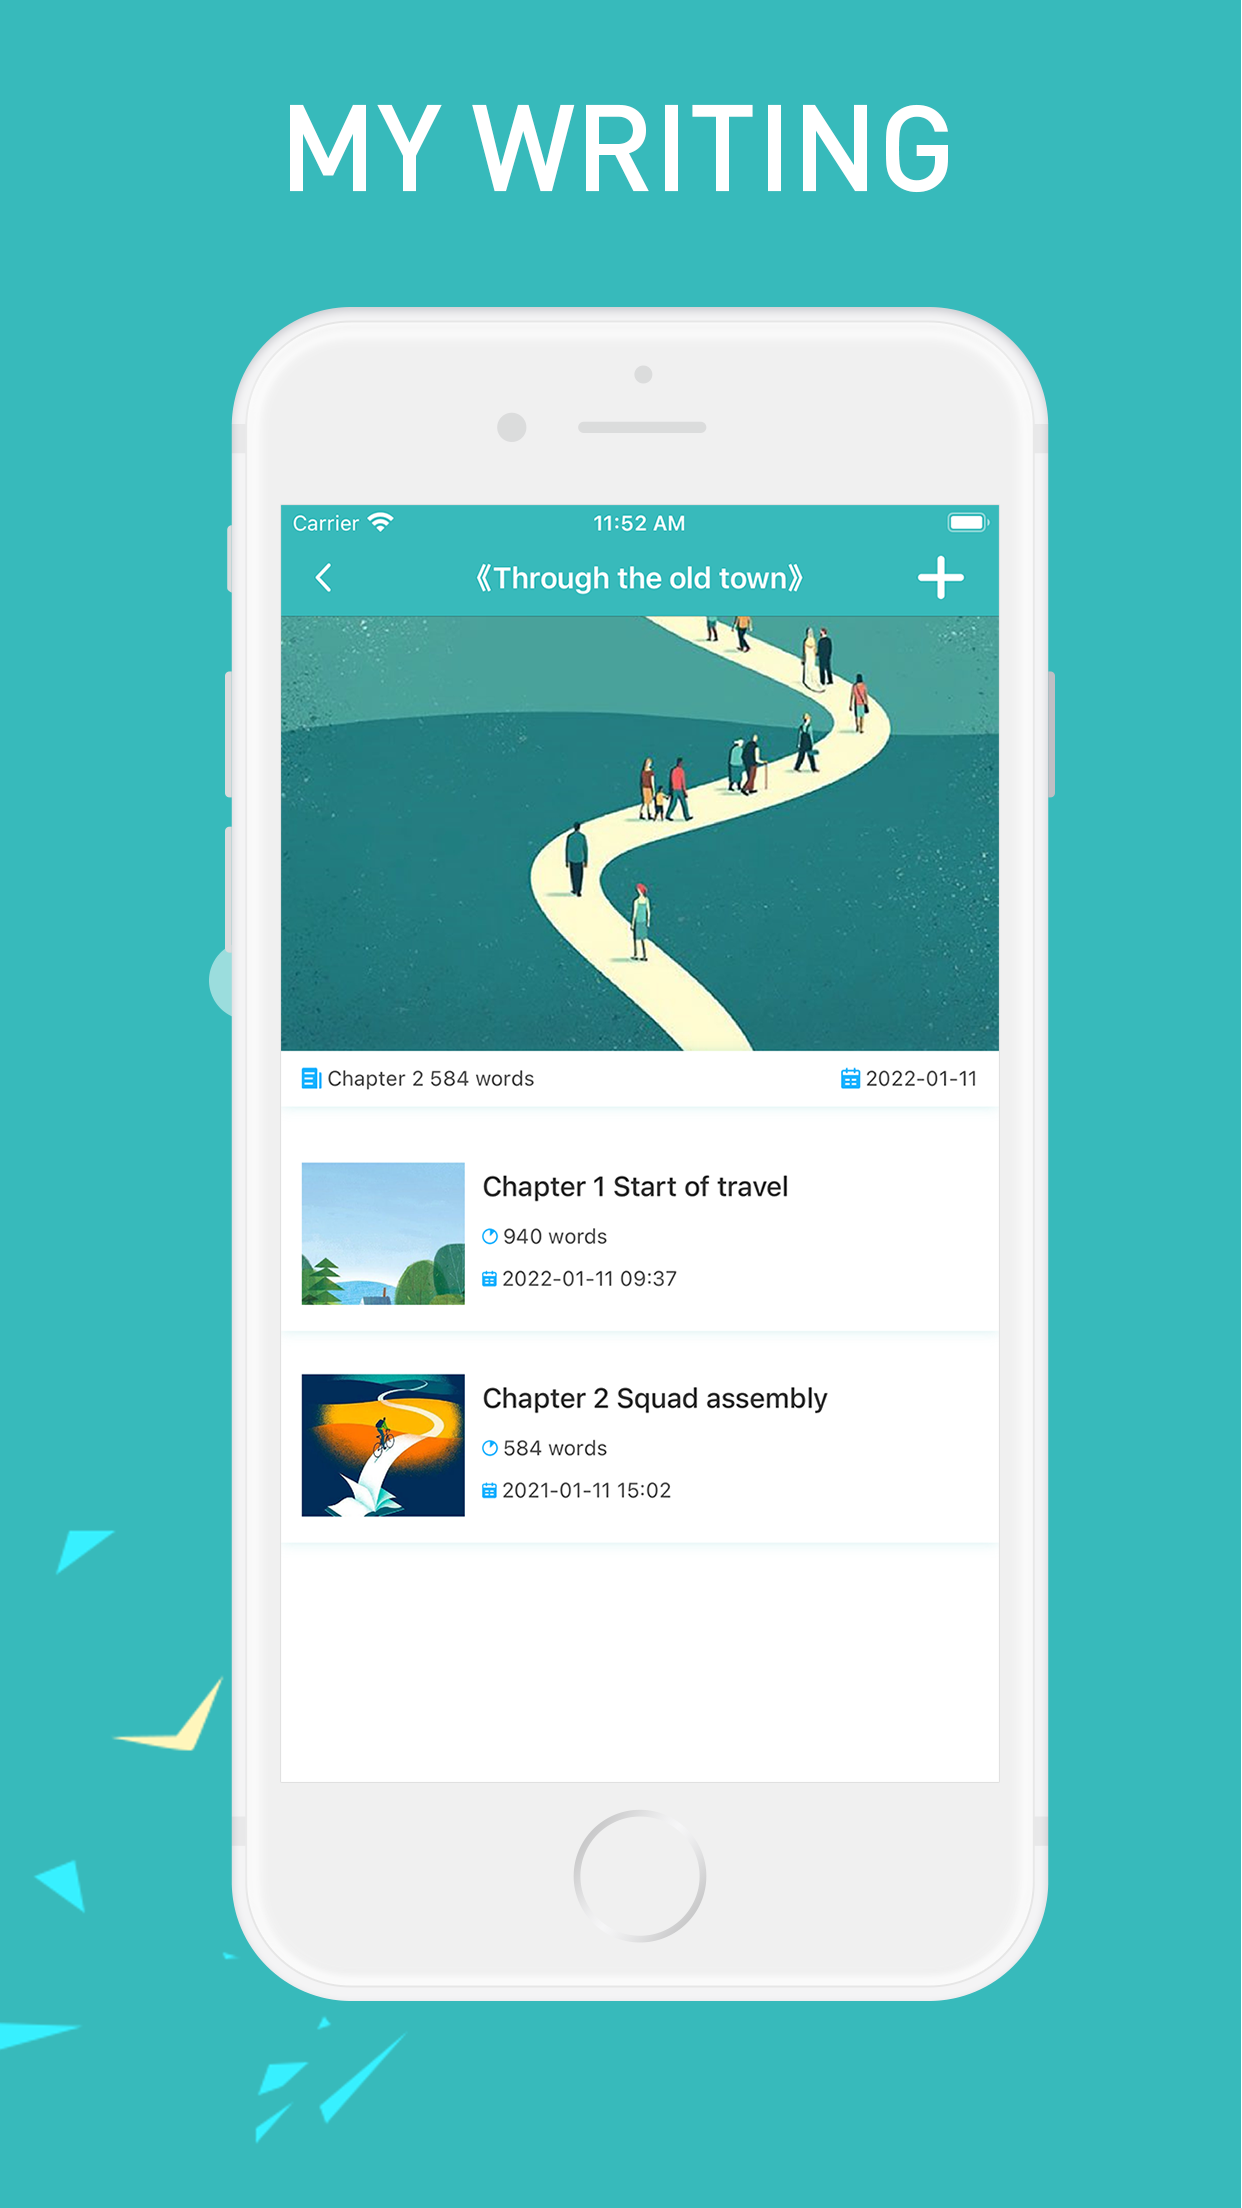 MY WRITING
Carrier 11:52 AM
《Through the old town》
Chapter 2 584 words 2022-01-11
Chapter 1 Start of travel
940 words
2022-01-11 09:37
Chapter 2 Squad assembly
584 words
2021-01-11 15:02